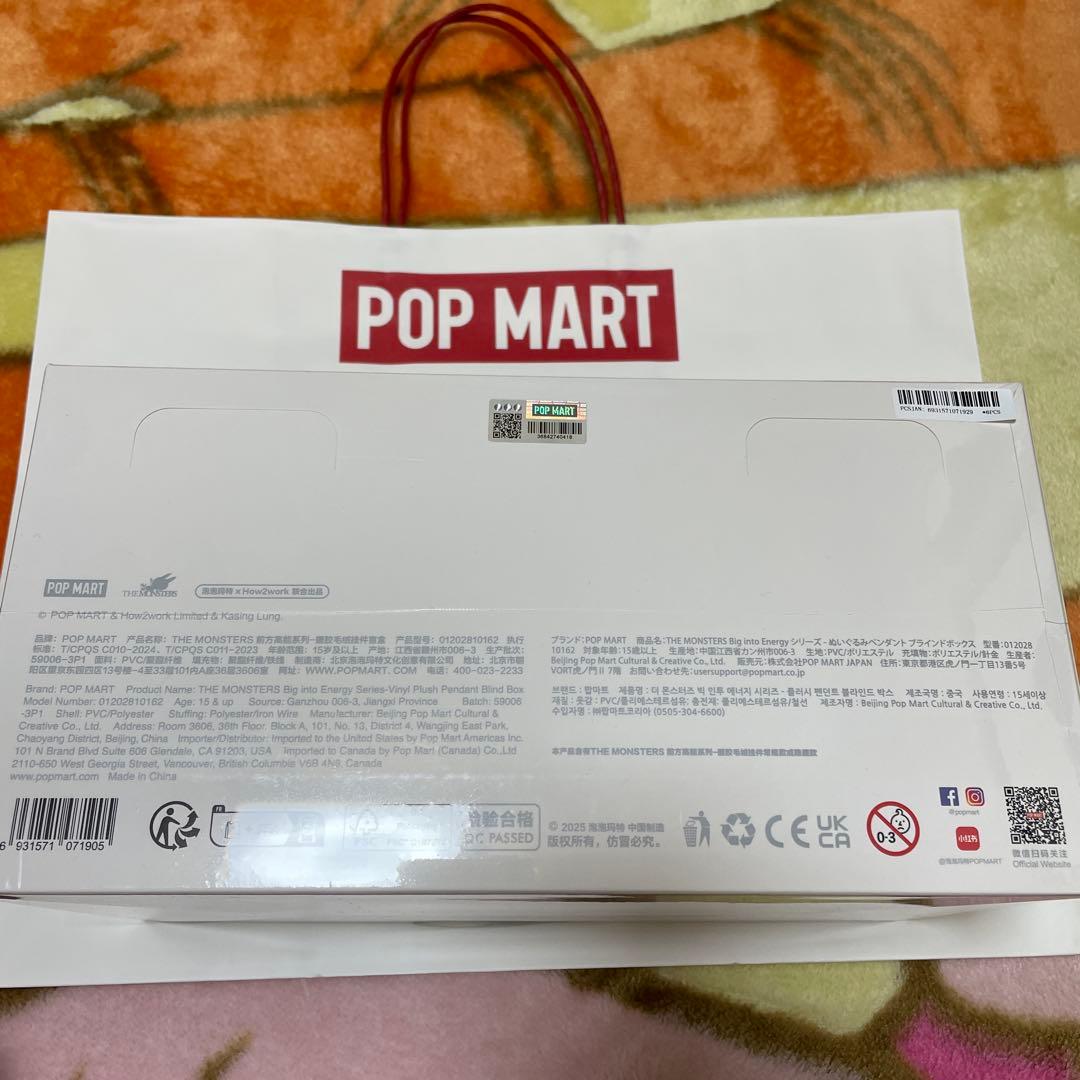 POP MART
POP MART
36842740418
PCSIAN: 6931571071929 *6PCS
POP MART
THE MONSTERS
泡泡玛特 x How2work 联合出品
© POP MART & How2work Limited & Kasing Lung.
品牌：POP MART 产品名称：THE MONSTERS 前方高能系列-搪胶毛绒挂件盲盒 产品型号：01202810162 执行
标准：T/CPQS C010-2024、T/CPQS C011-2023 年龄范围：15岁及以上 产地：江西省赣州市006-3 生产批次：
59006-3P1 面料：PVC/聚酯纤维 填充物：聚酯纤维/铁线 制造商：北京泡泡玛特文化创意有限公司 地址：北京市朝
阳区望京东园四区13号楼-4至33层101内A座36层3606室 网址：WWW.POPMART.COM 电话：400-023-2233
Brand: POP MART Product Name: THE MONSTERS Big into Energy Series-Vinyl Plush Pendant Blind Box
Model Number: 01202810162 Age: 15 & up Source: Ganzhou 006-3, Jiangxi Province Batch: 59006
-3P1 Shell: PVC/Polyester Stuffing: Polyester/Iron Wire Manufacturer: Beijing Pop Mart Cultural &
Creative Co., Ltd. Address: Room 3606, 36th Floor. Block A, 101, No. 13, District 4, Wangjing East Park,
Chaoyang District, Beijing, China Importer/Distributor: Imported to the United States by Pop Mart Americas Inc.
101 N Brand Blvd Suite 606 Glendale, CA 91203, USA Imported to Canada by Pop Mart (Canada) Co.,Ltd
2110-650 West Georgia Street, Vancouver, British Columbia V6B 4N9, Canada
www.popmart.com Made in China
ブランド：POP MART 商品名：THE MONSTERS Big into Energy シリーズ - ぬいぐるみペンダント ブラインドボックス 型番：012028
10162 対象年齢：15歳以上 生産地：中国江西省カン州市006-3 生地：PVC/ポリエステル 充填物：ポリエステル/針金 生産者：
Beijing Pop Mart Cultural & Creative Co., Ltd. 販売元：株式会社POP MART JAPAN 住所：東京都港区虎ノ門一丁目13番5号
VORT虎ノ門Ⅱ 7階 お問い合わせ先：usersupport@popmart.co.jp
브랜드：팝마트 제품명：더 몬스터즈 빅 인투 에너지 시리즈 - 플러시 펜던트 블라인드 박스 제조국명：중국 사용연령：15세이상
재질：옷감：PVC/폴리에스테르섬유; 충전재: 폴리에스테르섬유/철선 제조자명：Beijing Pop Mart Cultural & Creative Co., Ltd.
수입자명：㈜팝마트코리아 (0505-304-6600)
本产品含有THE MONSTERS 前方高能系列-搪胶毛绒挂件常规款或隐藏款
6 931571 071905
FR
检验合格
QC PASSED
© 2025 泡泡玛特 中国制造
版权所有，仿冒必究。
CE
UK
CA
0-3
@popmart
小红书
@泡泡玛特POPMART
微信扫码关注
Official Website